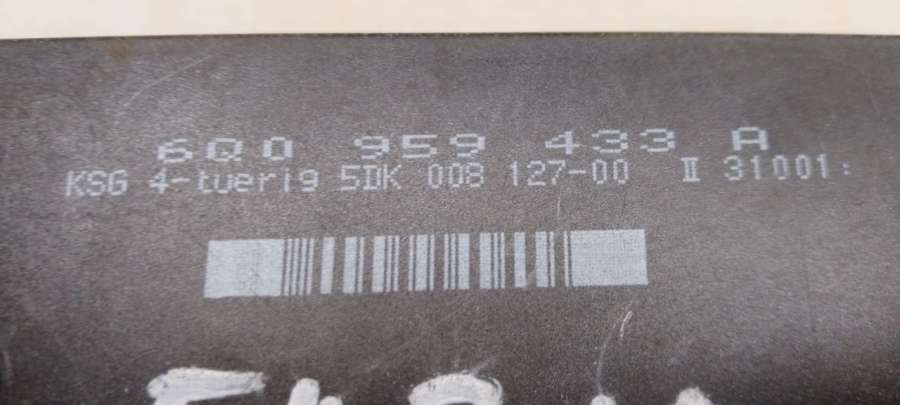 6Q0 959 433 A
KSG 4-tuerig 5DK 008 127-00 II 31001: